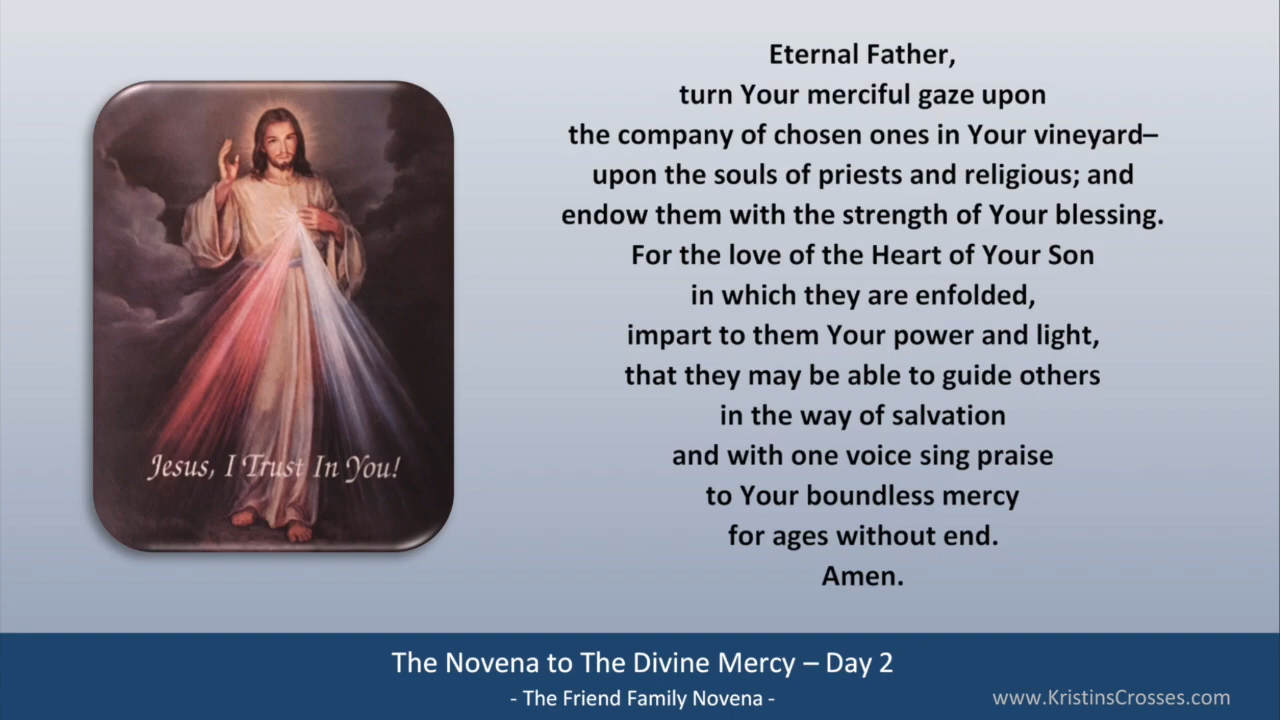 Eternal Father,
turn Your merciful gaze upon
the company of chosen ones in Your vineyard–
upon the souls of priests and religious; and
endow them with the strength of Your blessing.
For the love of the Heart of Your Son
in which they are enfolded,
impart to them Your power and light,
that they may be able to guide others
in the way of salvation
and with one voice sing praise
to Your boundless mercy
for ages without end.
Amen.
Jesus, I Trust In You!
The Novena to The Divine Mercy – Day 2
- The Friend Family Novena -
www.KristinsCrosses.com